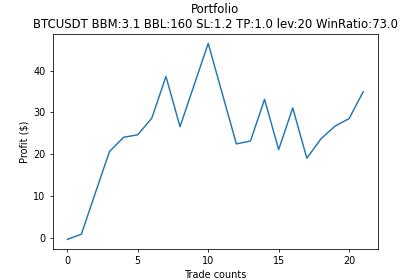 Portfolio
BTCUSDT BBM:3.1 BBL:160 SL:1.2 TP:1.0 lev:20 WinRatio:73.0
40
30
20
10
0
Profit ($)
0 5 10 15 20
Trade counts